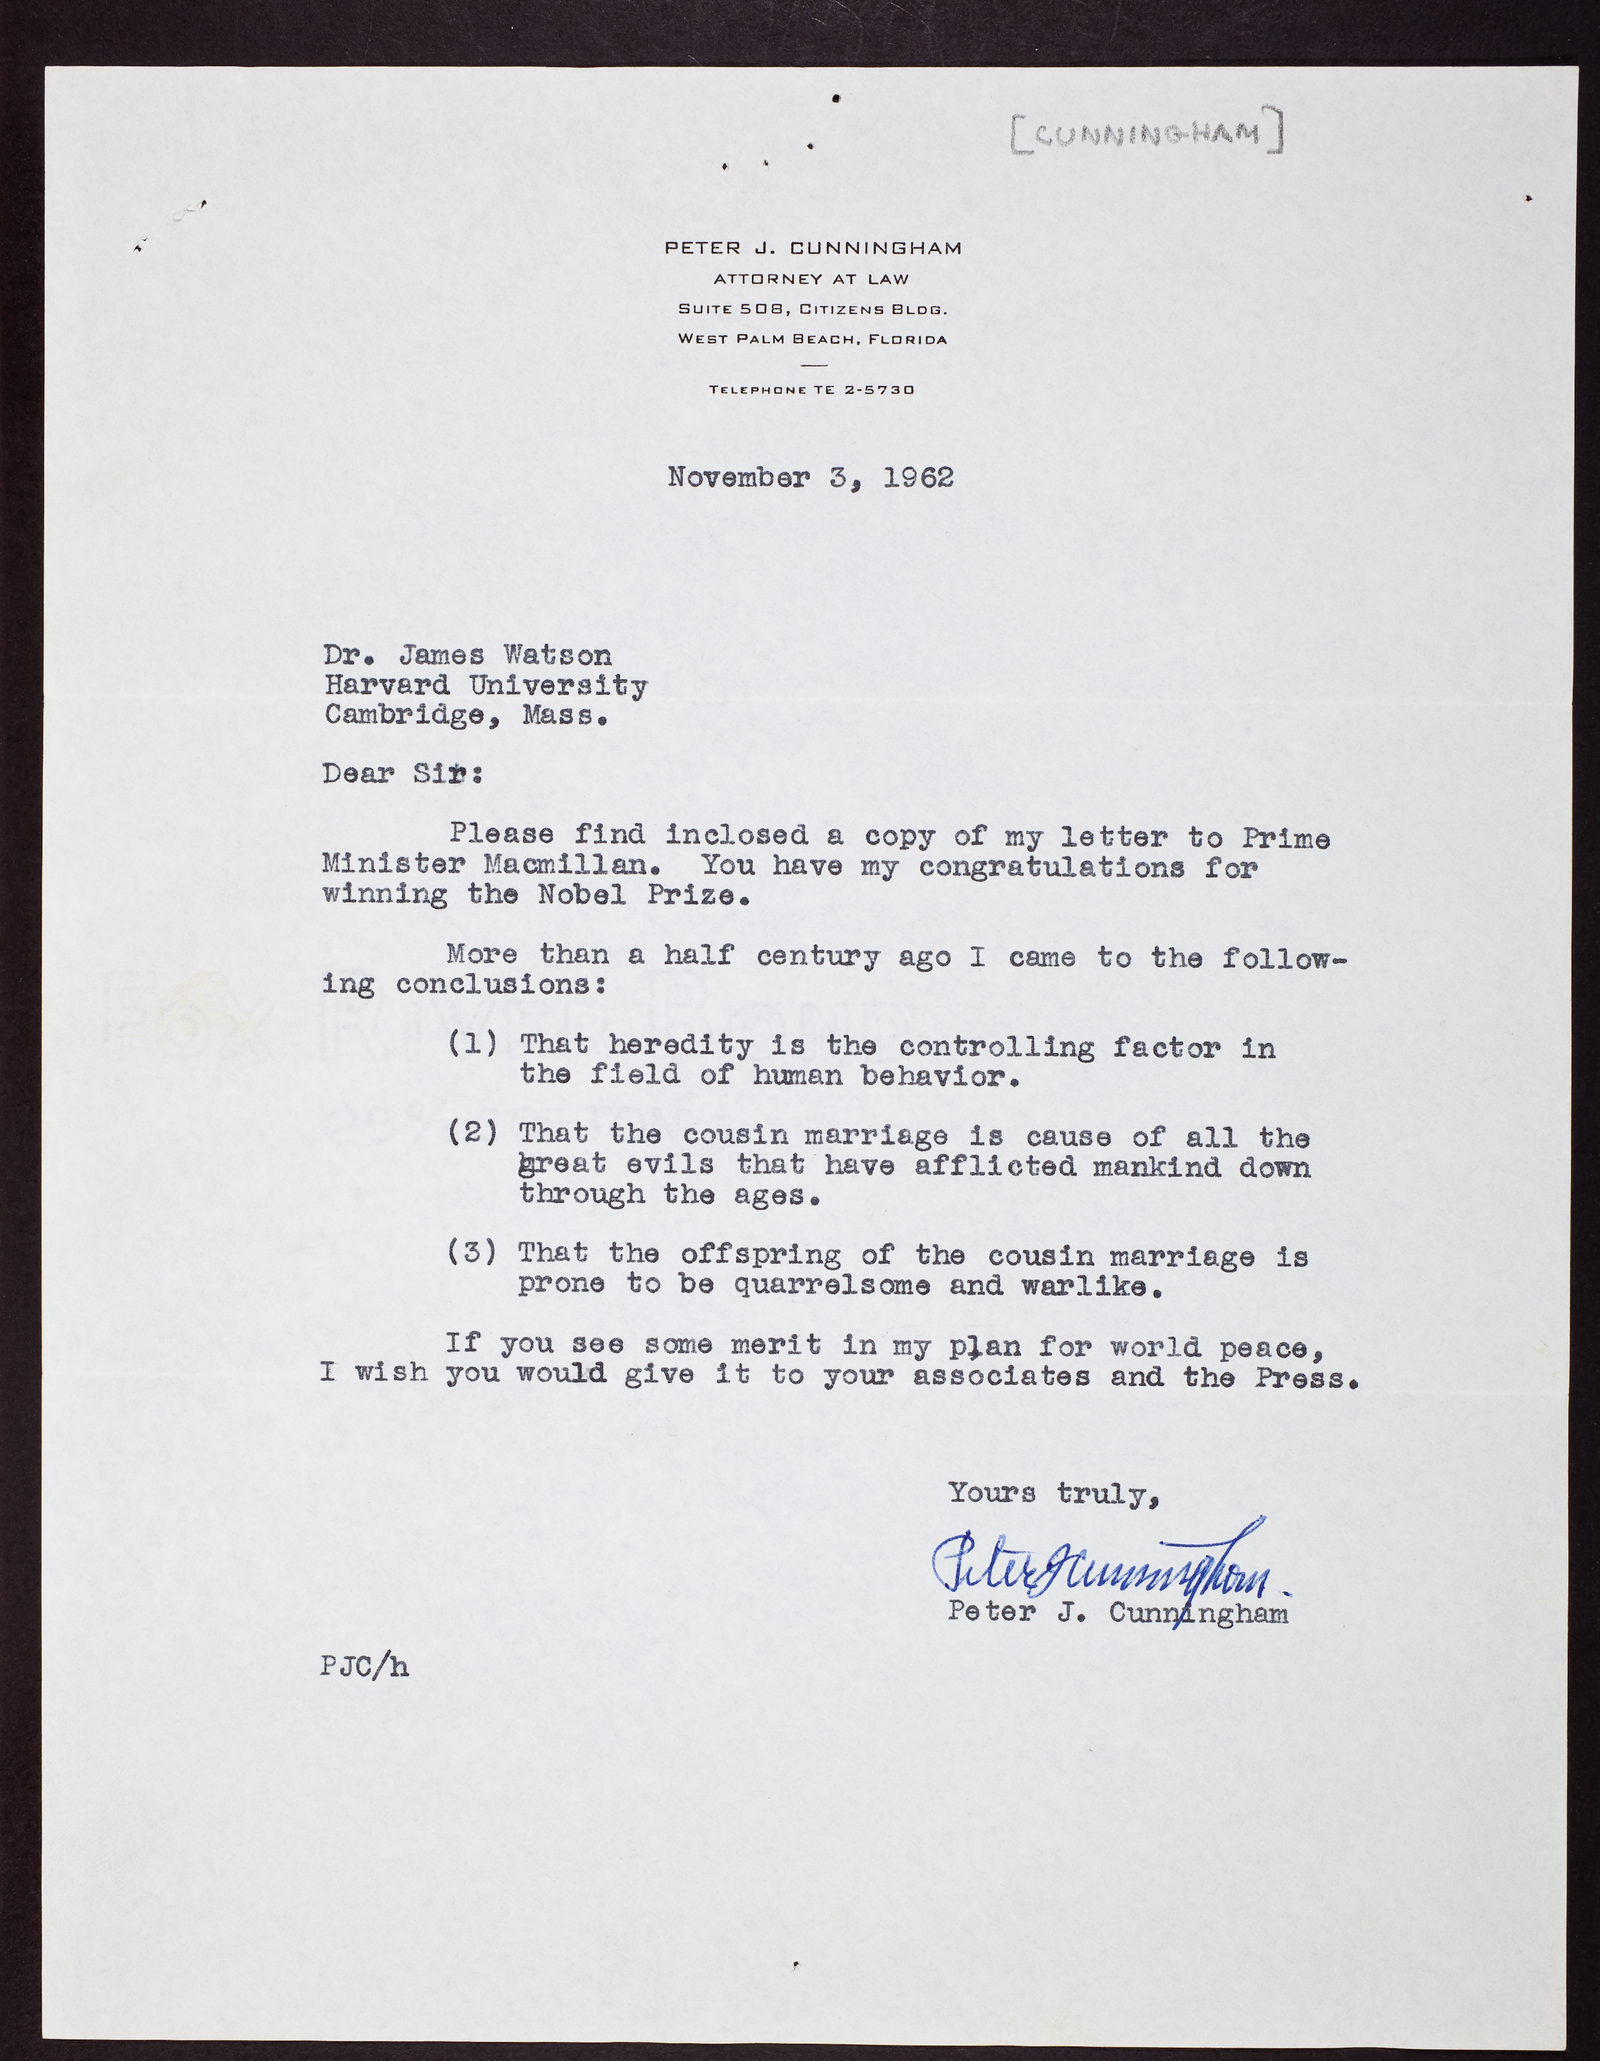 [CUNNINGHAM]
PETER J. CUNNINGHAM
ATTORNEY AT LAW
SUITE 508, CITIZENS BLDG.
WEST PALM BEACH, FLORIDA
TELEPHONE TE 2-5730
November 3, 1962
Dr. James Watson
Harvard University
Cambridge, Mass.
Dear Sir:
Please find inclosed a copy of my letter to Prime
Minister Macmillan. You have my congratulations for
winning the Nobel Prize.
More than a half century ago I came to the follow-
ing conclusions:
(1) That heredity is the controlling factor in
the field of human behavior.
(2) That the cousin marriage is cause of all the
great evils that have afflicted mankind down
through the ages.
(3) That the offspring of the cousin marriage is
prone to be quarrelsome and warlike.
If you see some merit in my plan for world peace,
I wish you would give it to your associates and the Press.
Yours truly,
Peter J Cunningham.
Peter J. Cunningham
PJC/h